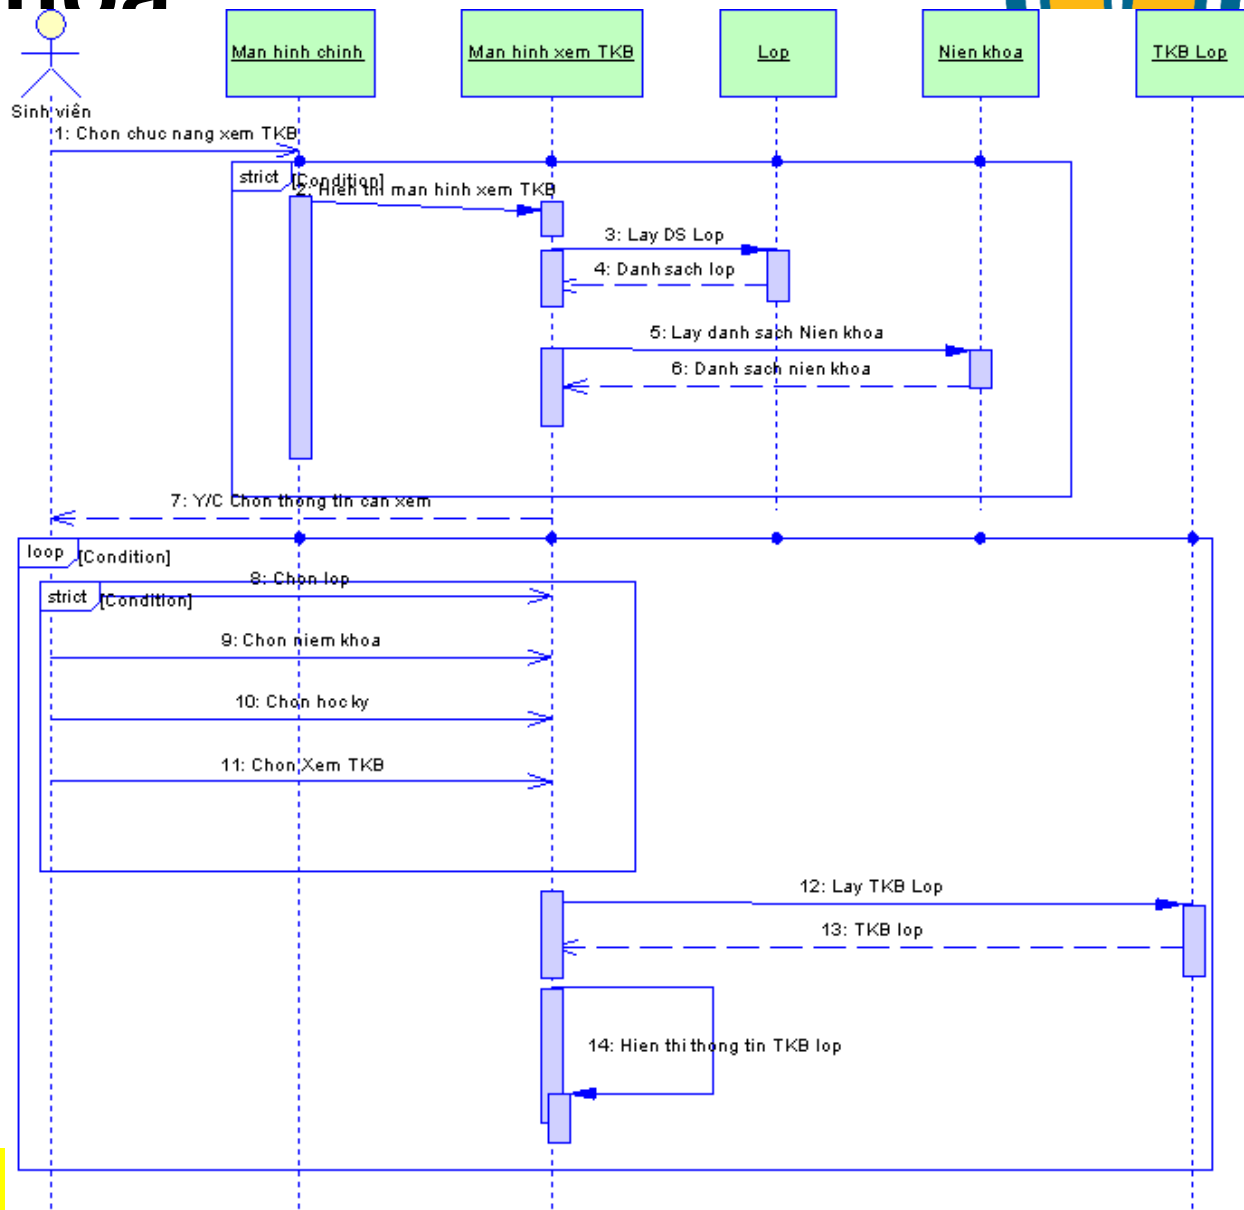 Man hinh chinh
Man hinh xem TKB
Lop
Nien khoa
TKB Lop
Sinh viên
1: Chon chuc nang xem TKB
strict
[Condition]
2: Hien thi man hinh xem TKB
3: Lay DS Lop
4: Danh sach lop
5: Lay danh sach Nien khoa
6: Danh sach nien khoa
7: Y/C Chon thong tin can xem
loop
[Condition]
8: Chon lop
strict
[Condition]
9: Chon niem khoa
10: Chon hoc ky
11: Chon Xem TKB
12: Lay TKB Lop
13: TKB lop
14: Hien thi thong tin TKB lop